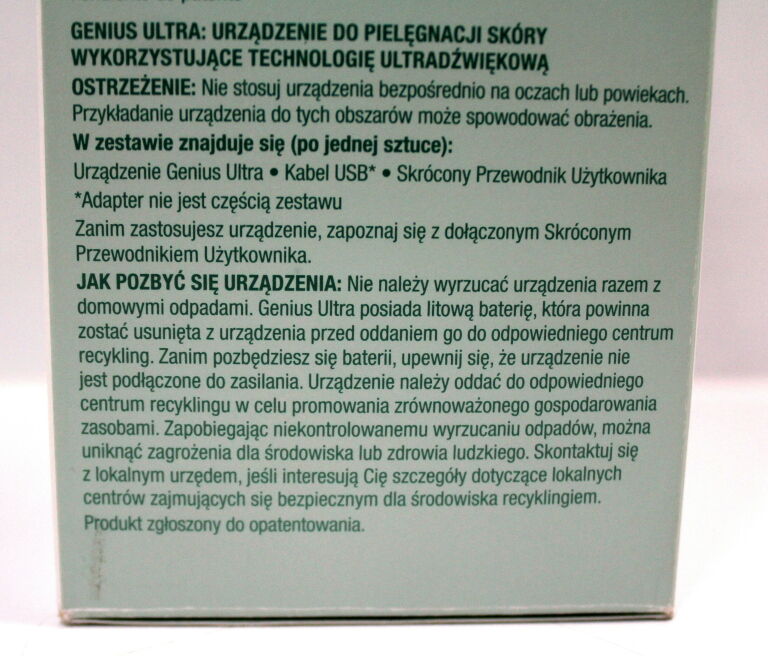 GENIUS ULTRA: URZĄDZENIE DO PIELĘGNACJI SKÓRY
WYKORZYSTUJĄCE TECHNOLOGIĘ ULTRADŹWIĘKOWĄ
OSTRZEŻENIE: Nie stosuj urządzenia bezpośrednio na oczach lub powiekach.
Przykładanie urządzenia do tych obszarów może spowodować obrażenia.
W zestawie znajduje się (po jednej sztuce):
Urządzenie Genius Ultra • Kabel USB* • Skrócony Przewodnik Użytkownika
*Adapter nie jest częścią zestawu
Zanim zastosujesz urządzenie, zapoznaj się z dołączonym Skróconym
Przewodnikiem Użytkownika.
JAK POZBYĆ SIĘ URZĄDZENIA: Nie należy wyrzucać urządzenia razem z
domowymi odpadami. Genius Ultra posiada litową baterię, która powinna
zostać usunięta z urządzenia przed oddaniem go do odpowiedniego centrum
recykling. Zanim pozbędziesz się baterii, upewnij się, że urządzenie nie
jest podłączone do zasilania. Urządzenie należy oddać do odpowiedniego
centrum recyklingu w celu promowania zrównoważonego gospodarowania
zasobami. Zapobiegając niekontrolowanemu wyrzucaniu odpadów, można
uniknąć zagrożenia dla środowiska lub zdrowia ludzkiego. Skontaktuj się
z lokalnym urzędem, jeśli interesują Cię szczegóły dotyczące lokalnych
centrów zajmujących się bezpiecznym dla środowiska recyklingiem.
Produkt zgłoszony do opatentowania.